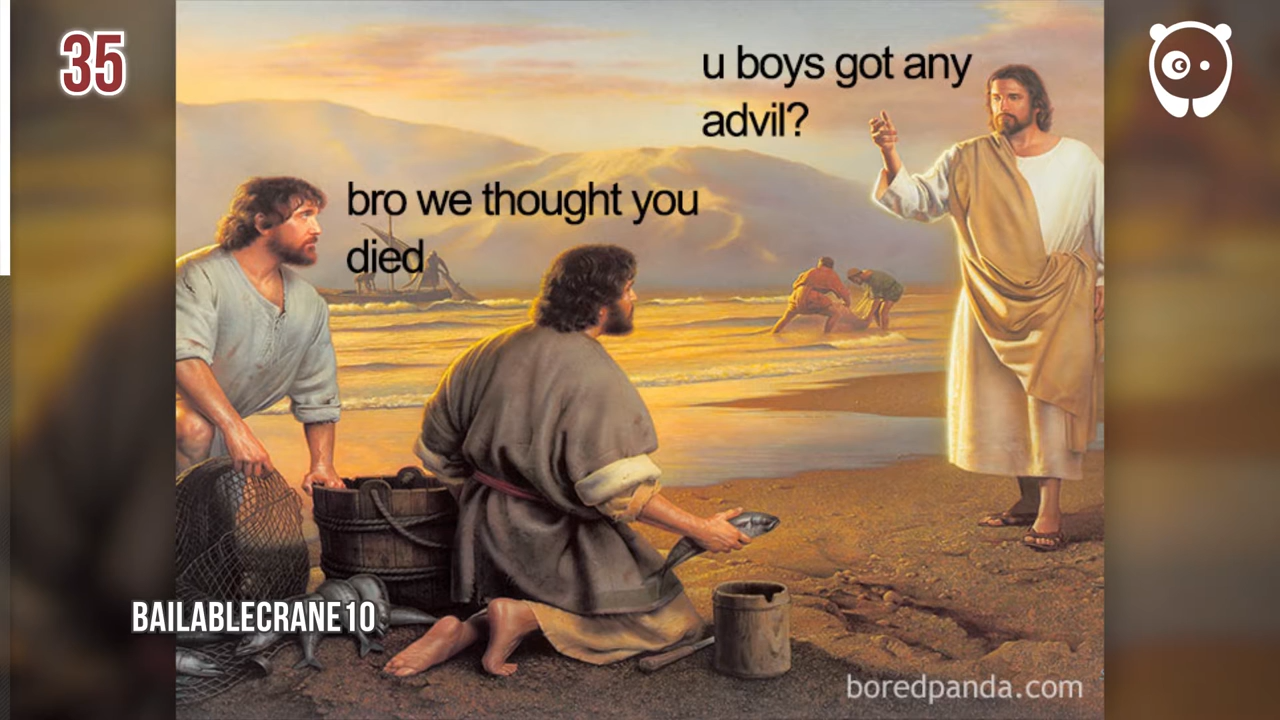 35
u boys got any
advil?
bro we thought you
died
BAILABLECRANE10
boredpanda.com